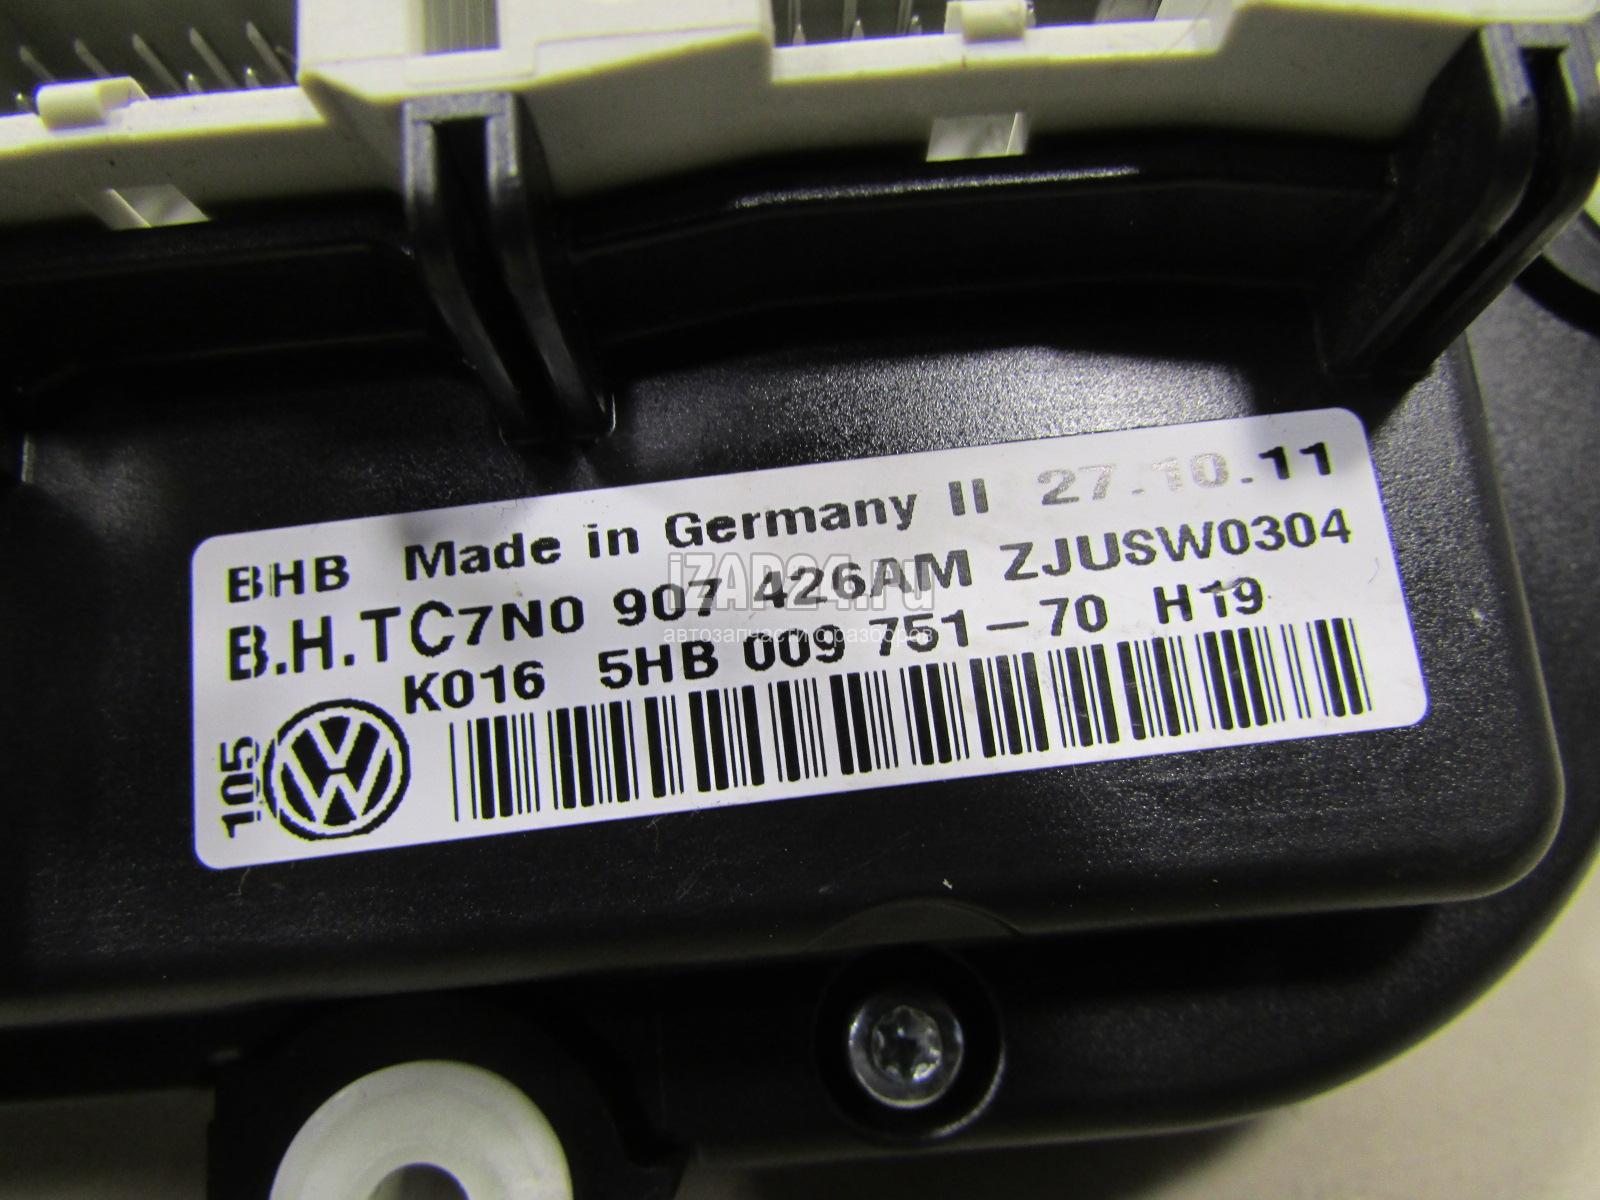 BHB Made in Germany II 27.10.11
B.H.TC7N0 907 426AM ZJUSW0304
K016 5HB 009 751-70 H19
105
iZAP24.ru
автозапчасти с разборов